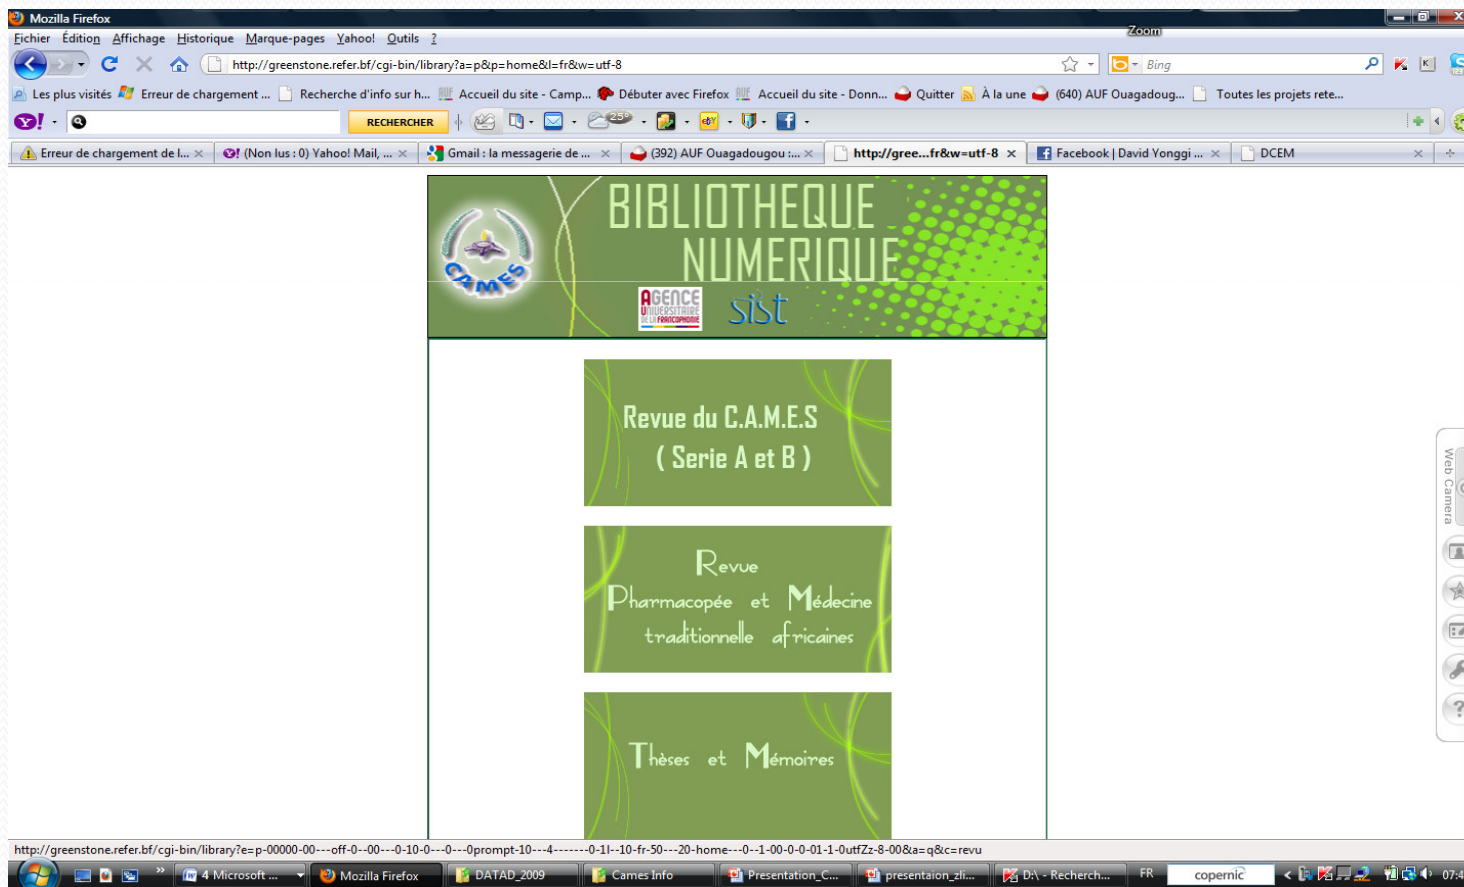 Mozilla Firefox
Zoom
Fichier Édition Affichage Historique Marque-pages Yahoo! Outils ?
http://greenstone.refer.bf/cgi-bin/library?a=p&p=home&l=fr&w=utf-8
Bing
Les plus visités Erreur de chargement ... Recherche d'info sur h... Accueil du site - Camp... Débuter avec Firefox Accueil du site - Donn... Quitter À la une (640) AUF Ouagadoug... Toutes les projets rete...
Y! RECHERCHER 25° eBY
Erreur de chargement de l... (Non lus : 0) Yahoo! Mail, ... Gmail : la messagerie de ... (392) AUF Ouagadougou :... http://gree...fr&w=utf-8 Facebook | David Yonggi ... DCEM
BIBLIOTHEQUE
NUMERIQUE
CAMES
AGENCE
UNIVERSITAIRE
DE LA FRANCOPHONIE
sist
Revue du C.A.M.E.S
( Serie A et B )
Revue
Pharmacopée et Médecine
traditionnelle africaines
Thèses et Mémoires
Web Camera
http://greenstone.refer.bf/cgi-bin/library?e=p-00000-00---off-0--00---0-10-0---0---0prompt-10---4-------0-1l--10-fr-50---20-home---0--1-00-0-0-01-1-0utfZz-8-00&a=q&c=revu
4 Microsoft ... Mozilla Firefox DATAD_2009 Cames Info Presentation_C... presentaion_zli... D:\ - Recherch... FR copernic 07:4